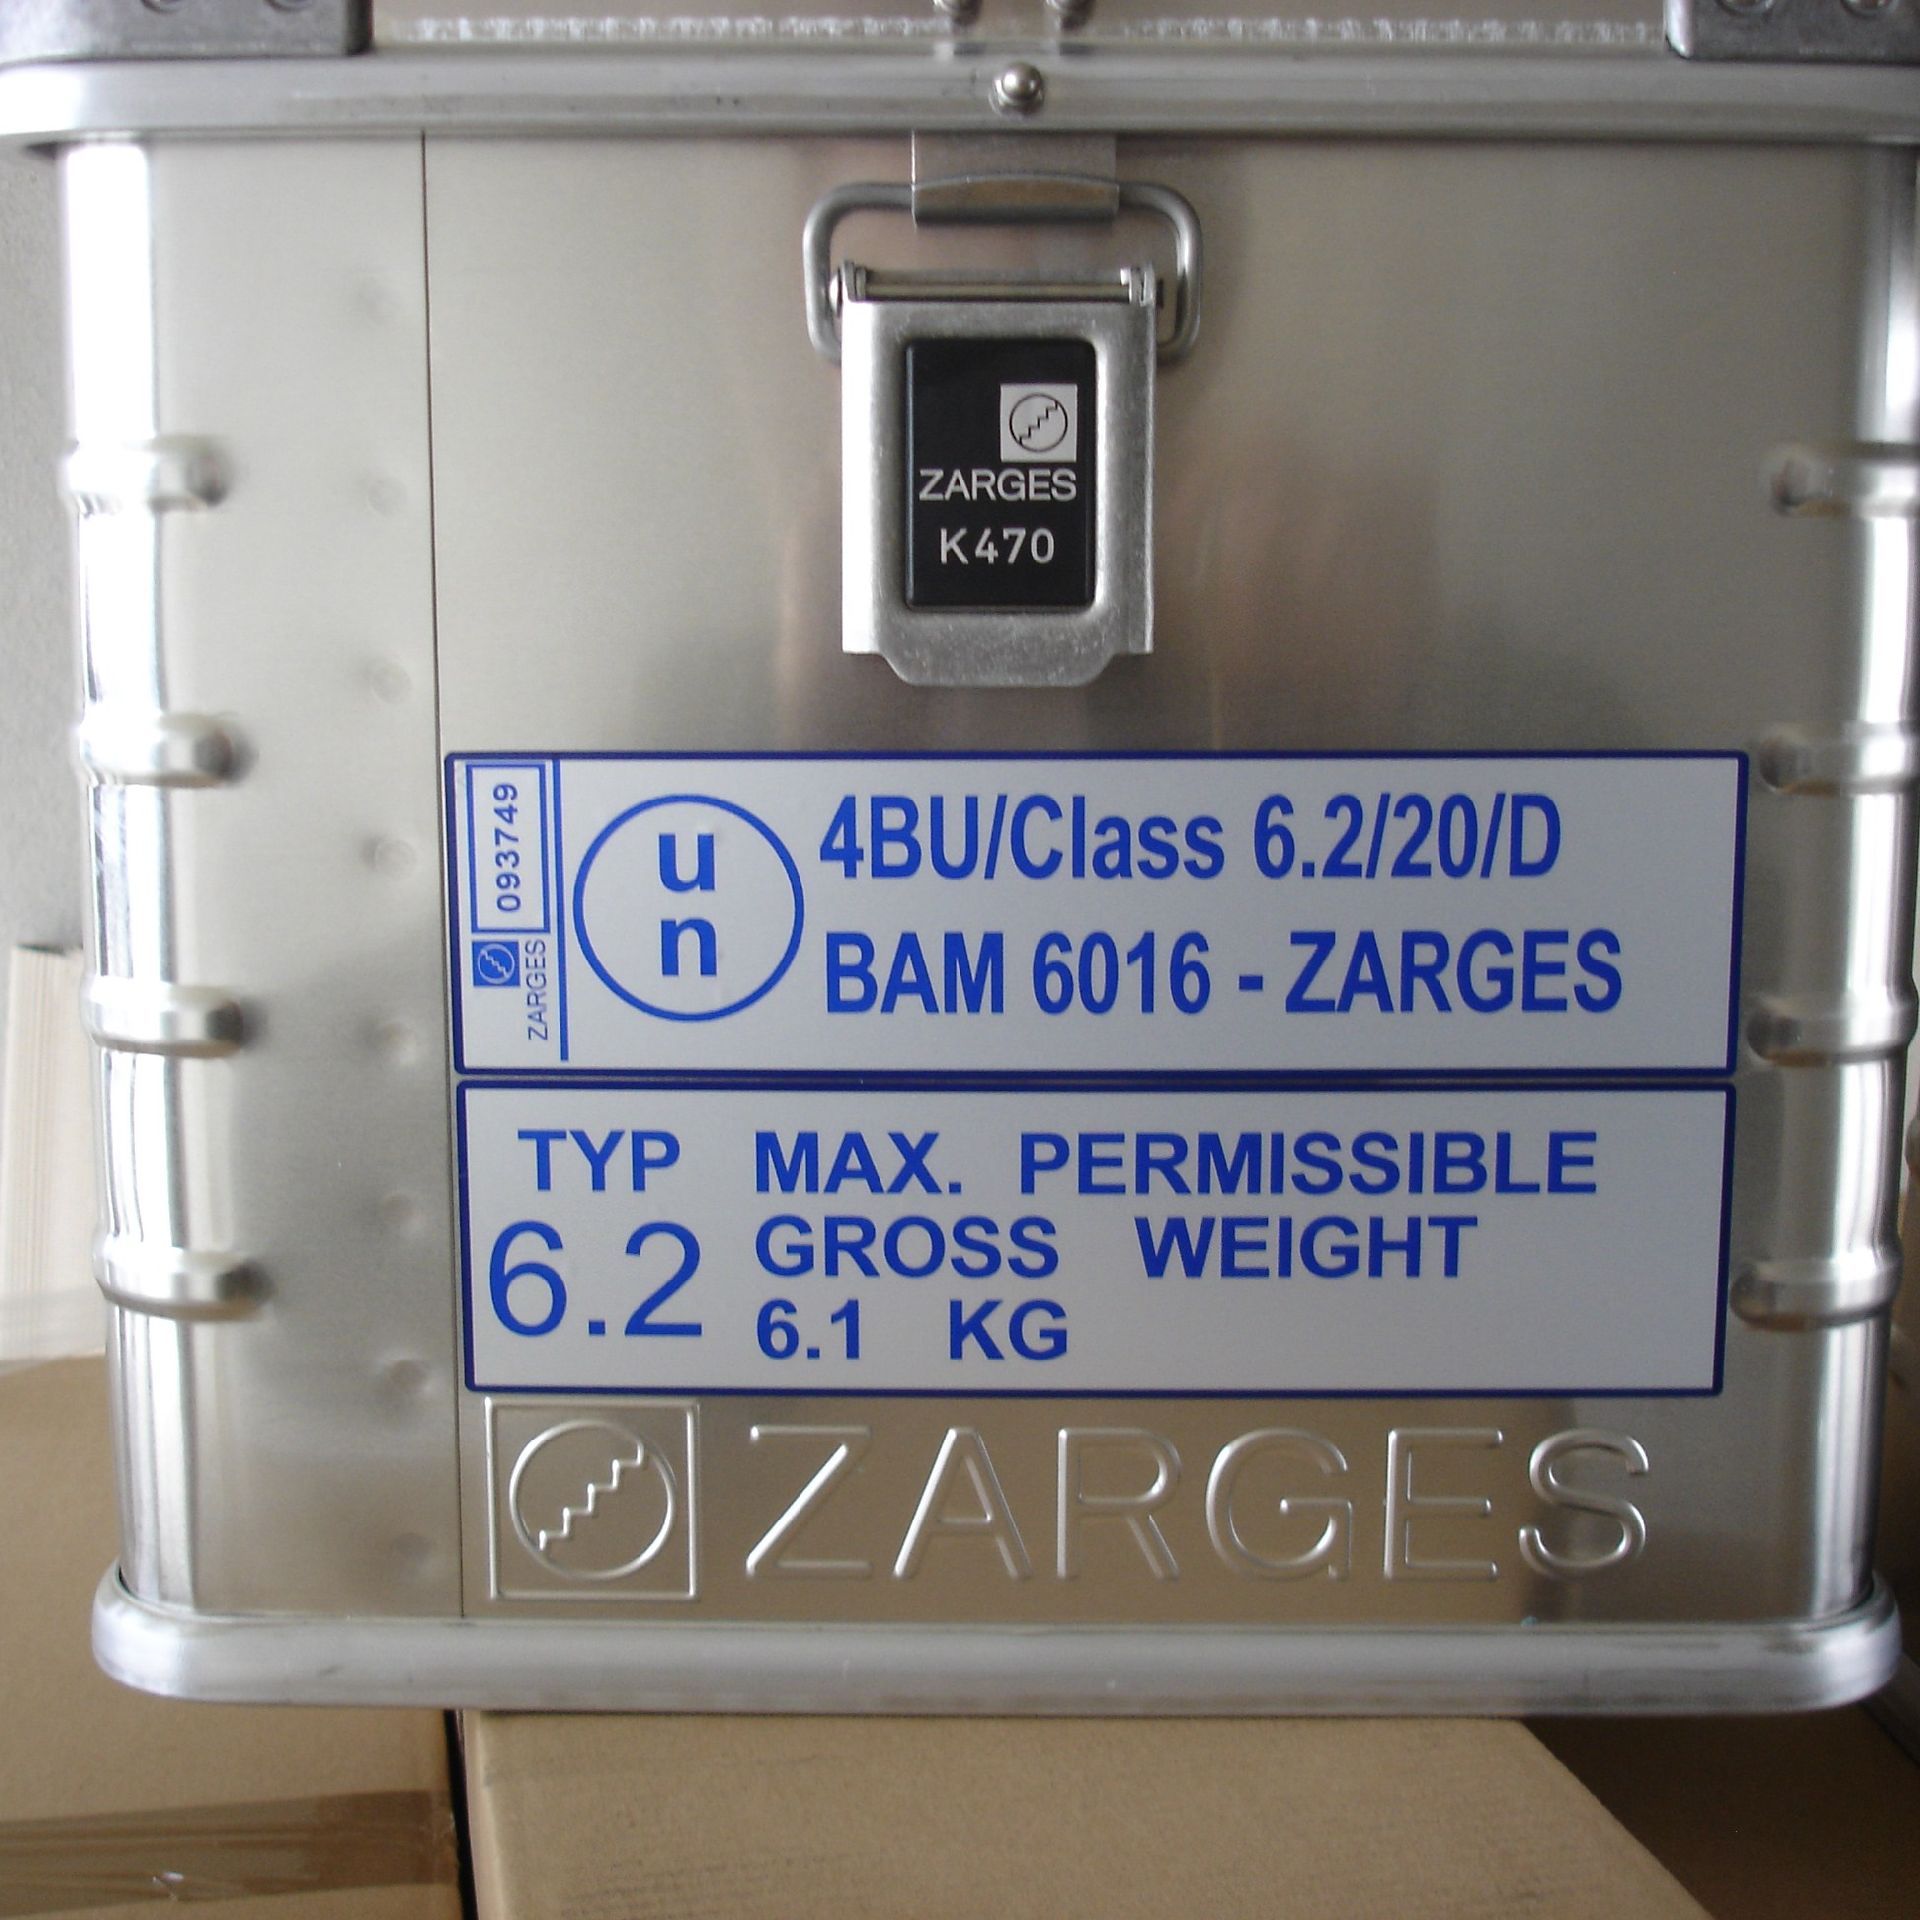 ZARGES
K470
093749
ZARGES
un
4BU/Class 6.2/20/D
BAM 6016 - ZARGES
TYP
6.2
MAX. PERMISSIBLE
GROSS WEIGHT
6.1 KG
ZARGES